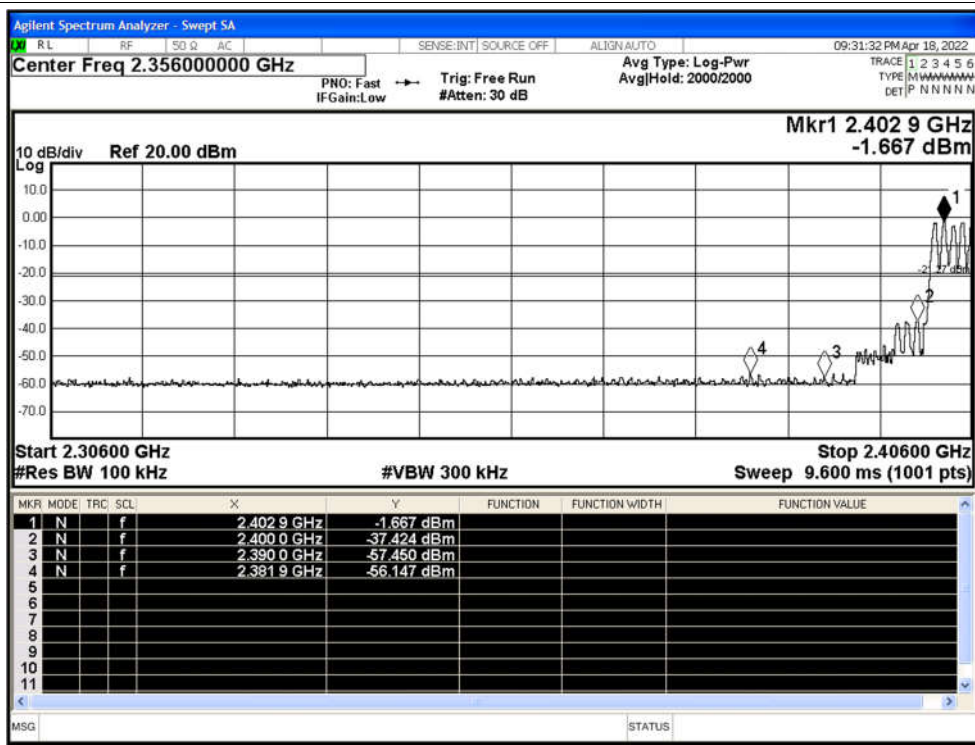 Agilent Spectrum Analyzer - Swept SA
RL RF 50 Ω AC SENSE:INT SOURCE OFF ALIGN AUTO 09:31:32 PM Apr 18, 2022
Center Freq 2.356000000 GHz
PNO: Fast
IFGain:Low
Trig: Free Run
#Atten: 30 dB
Avg Type: Log-Pwr
Avg|Hold: 2000/2000
TRACE 1 2 3 4 5 6
TYPE M
DET P N N N N N
Mkr1 2.402 9 GHz
-1.667 dBm
10 dB/div Ref 20.00 dBm
Log
10.0
0.00
-10.0
-20.0
-30.0
-40.0
-50.0
-60.0
-70.0
1
2
3
4
Start 2.30600 GHz Stop 2.40600 GHz
#Res BW 100 kHz #VBW 300 kHz Sweep 9.600 ms (1001 pts)
MKR MODE TRC SCL X Y FUNCTION FUNCTION WIDTH FUNCTION VALUE
1 N f 2.402 9 GHz -1.667 dBm
2 N f 2.400 0 GHz -37.424 dBm
3 N f 2.390 0 GHz -57.450 dBm
4 N f 2.381 9 GHz -56.147 dBm
5
6
7
8
9
10
11
MSG STATUS